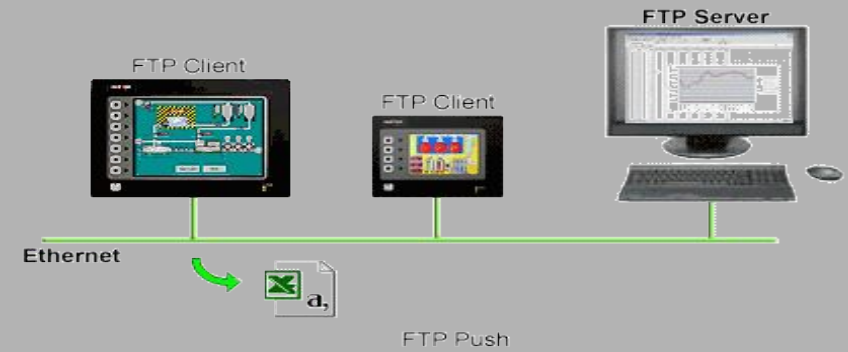 FTP Server
FTP Client
FTP Client
Ethernet
a,
FTP Push